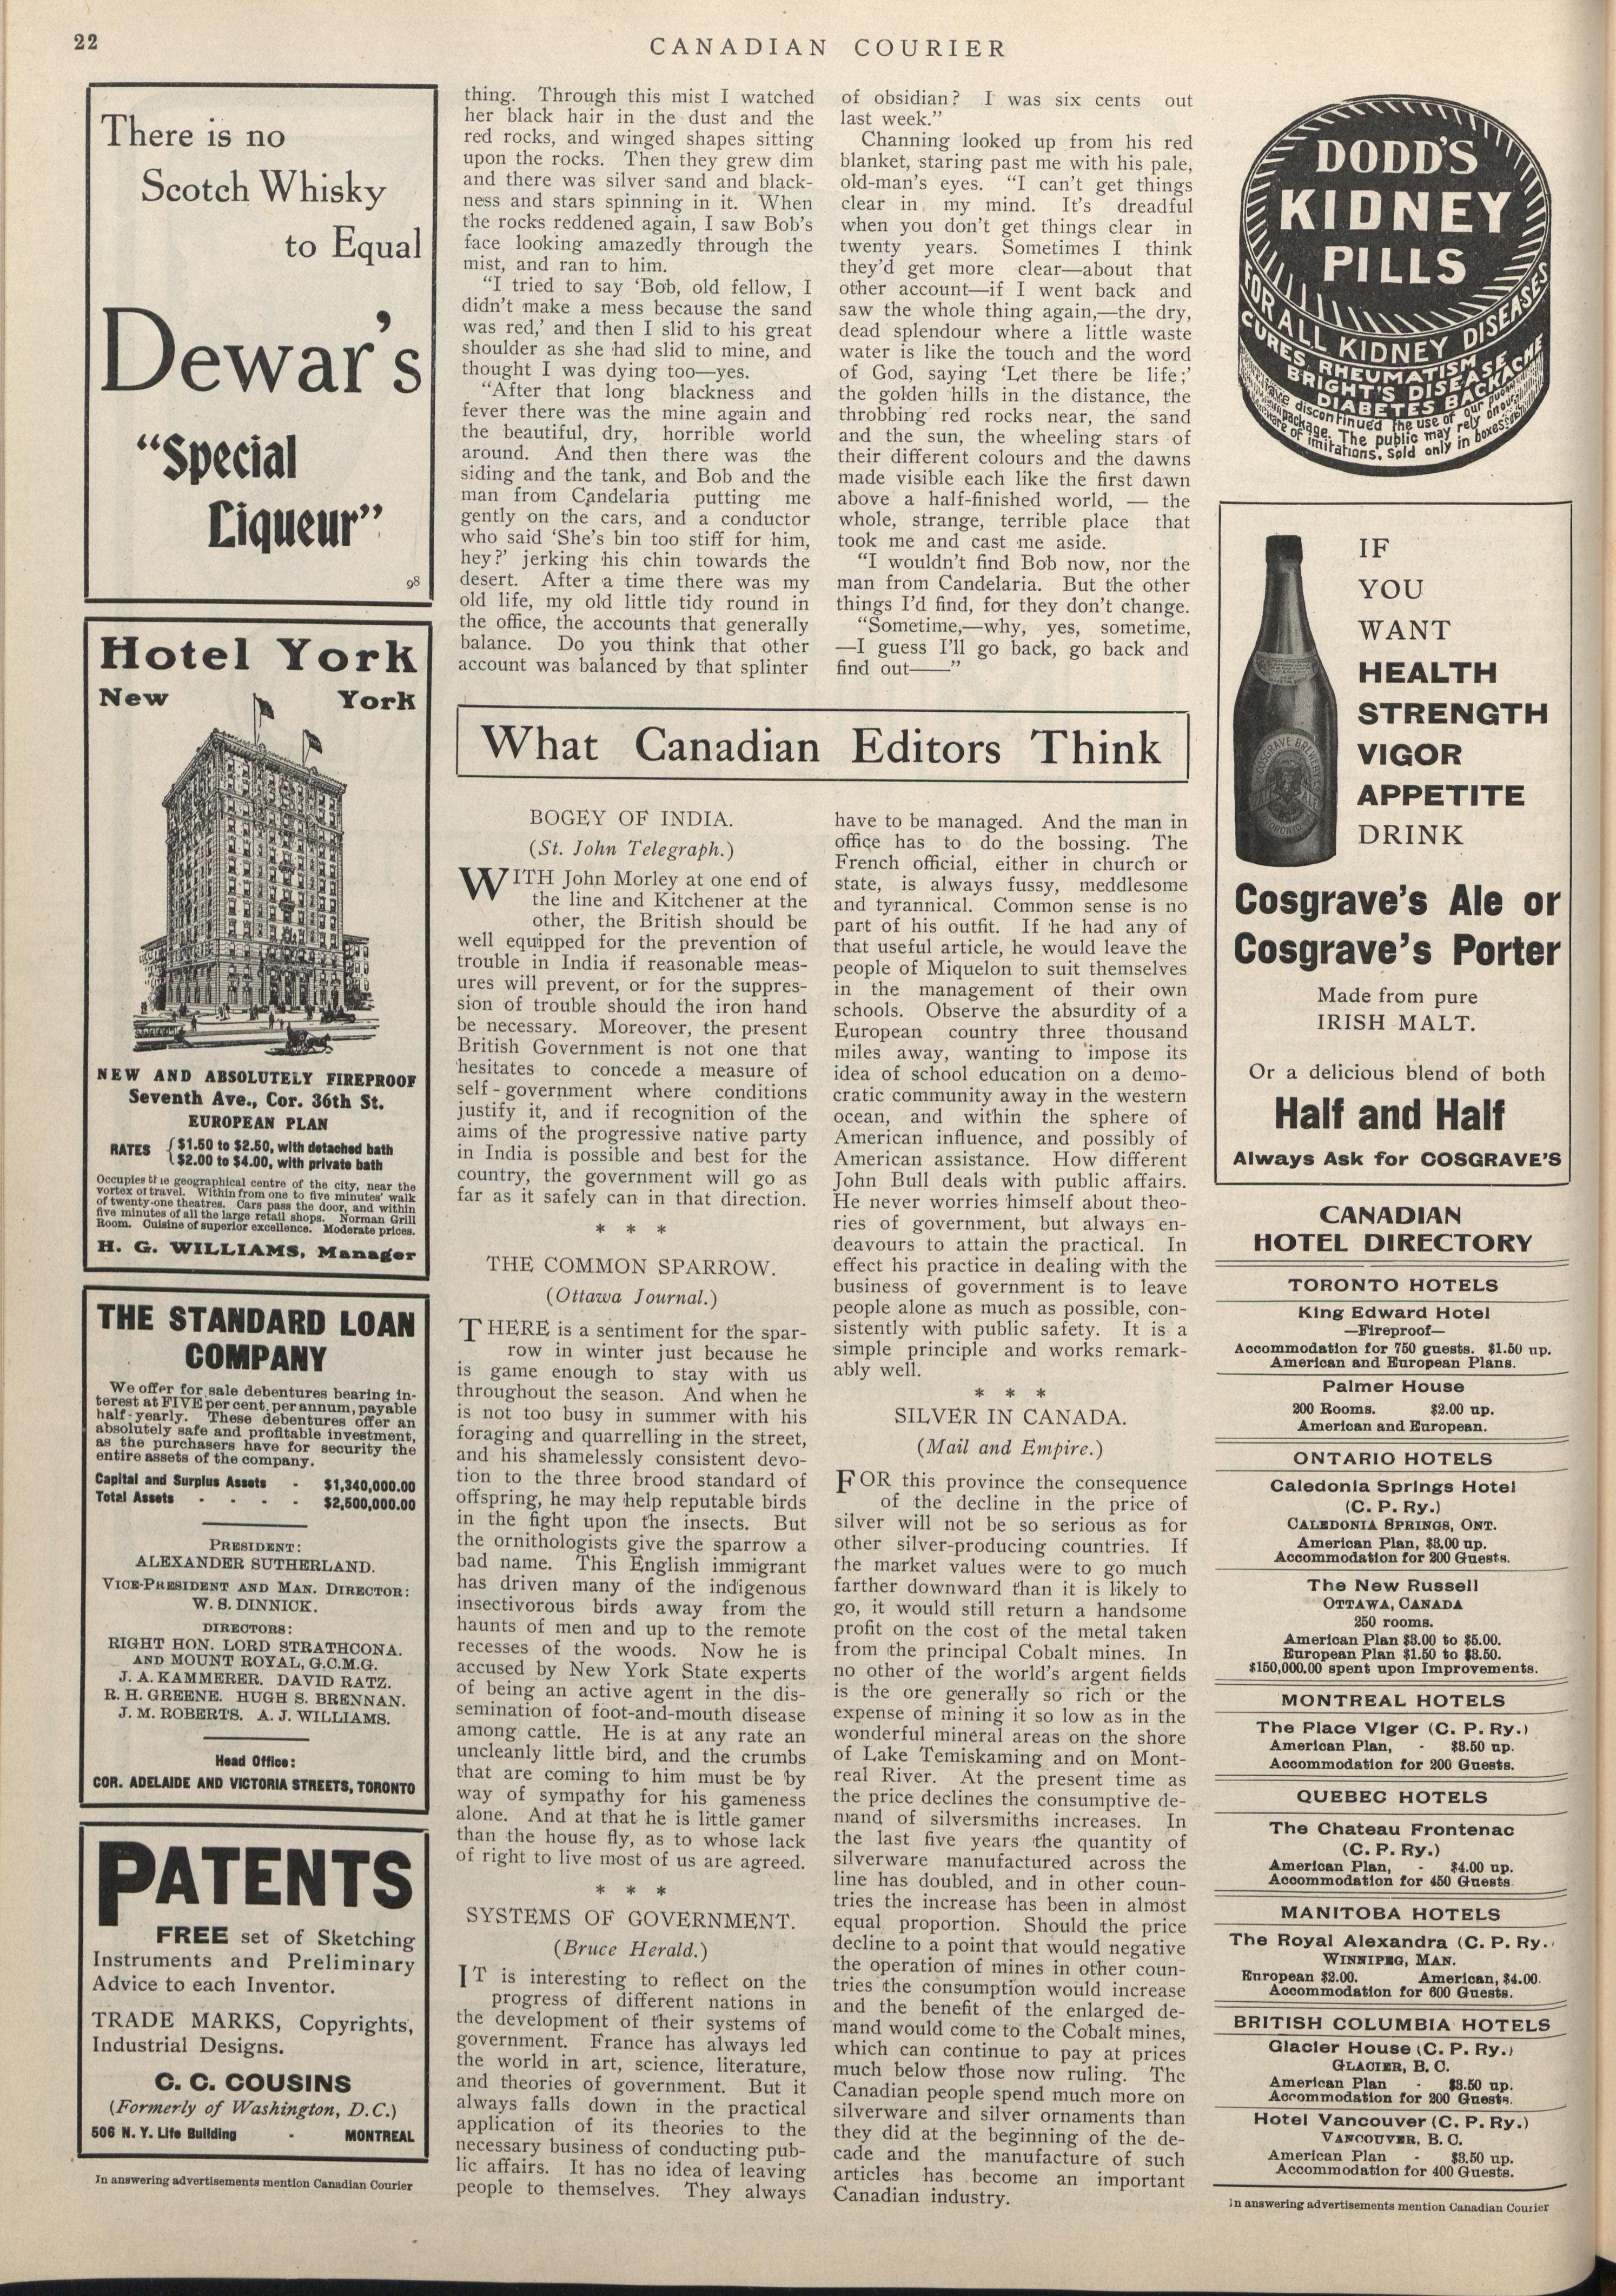 22
CANADIAN COURIER
There is no
Scotch Whisky
to Equal
Dewar's
"Special
Liqueur"
98
Hotel York
New York
NEW AND ABSOLUTELY FIREPROOF
Seventh Ave., Cor. 36th St.
EUROPEAN PLAN
RATES { $1.50 to $2.50, with detached bath
$2.00 to $4.00, with private bath
Occupies the geographical centre of the city, near the
vortex of travel. Within from one to five minutes' walk
of twenty-one theatres. Cars pass the door, and within
five minutes of all the large retail shops. Norman Grill
Room. Cuisine of superior excellence. Moderate prices.
H. G. WILLIAMS, Manager
THE STANDARD LOAN
COMPANY
We offer for sale debentures bearing in-
terest at FIVE per cent. per annum, payable
half-yearly. These debentures offer an
absolutely safe and profitable investment,
as the purchasers have for security the
entire assets of the company.
Capital and Surplus Assets - $1,340,000.00
Total Assets - - - - $2,500,000.00
PRESIDENT:
ALEXANDER SUTHERLAND.
VICE-PRESIDENT AND MAN. DIRECTOR:
W. S. DINNICK.
DIRECTORS:
RIGHT HON. LORD STRATHCONA.
AND MOUNT ROYAL, G.C.M.G.
J. A. KAMMERER. DAVID RATZ.
R. H. GREENE. HUGH S. BRENNAN.
J. M. ROBERTS. A. J. WILLIAMS.
Head Office:
COR. ADELAIDE AND VICTORIA STREETS, TORONTO
PATENTS
FREE set of Sketching
Instruments and Preliminary
Advice to each Inventor.
TRADE MARKS, Copyrights,
Industrial Designs.
C. C. COUSINS
(Formerly of Washington, D.C.)
506 N. Y. Life Building - MONTREAL
In answering advertisements mention Canadian Courier
thing. Through this mist I watched
her black hair in the dust and the
red rocks, and winged shapes sitting
upon the rocks. Then they grew dim
and there was silver sand and black-
ness and stars spinning in it. When
the rocks reddened again, I saw Bob's
face looking amazedly through the
mist, and ran to him.
"I tried to say 'Bob, old fellow, I
didn't make a mess because the sand
was red,' and then I slid to his great
shoulder as she had slid to mine, and
thought I was dying too—yes.
"After that long blackness and
fever there was the mine again and
the beautiful, dry, horrible world
around. And then there was the
siding and the tank, and Bob and the
man from Candelaria putting me
gently on the cars, and a conductor
who said 'She's bin too stiff for him,
hey?' jerking his chin towards the
desert. After a time there was my
old life, my old little tidy round in
the office, the accounts that generally
balance. Do you think that other
account was balanced by that splinter
of obsidian? I was six cents out
last week."
Channing looked up from his red
blanket, staring past me with his pale,
old-man's eyes. "I can't get things
clear in my mind. It's dreadful
when you don't get things clear in
twenty years. Sometimes I think
they'd get more clear—about that
other account—if I went back and
saw the whole thing again,—the dry,
dead splendour where a little waste
water is like the touch and the word
of God, saying 'Let there be life;'
the golden hills in the distance, the
throbbing red rocks near, the sand
and the sun, the wheeling stars of
their different colours and the dawns
made visible each like the first dawn
above a half-finished world, — the
whole, strange, terrible place that
took me and cast me aside.
"I wouldn't find Bob now, nor the
man from Candelaria. But the other
things I'd find, for they don't change.
"Sometime,—why, yes, sometime,
—I guess I'll go back, go back and
find out——"
What Canadian Editors Think
BOGEY OF INDIA.
(St. John Telegraph.)
WITH John Morley at one end of
the line and Kitchener at the
other, the British should be
well equipped for the prevention of
trouble in India if reasonable meas-
ures will prevent, or for the suppres-
sion of trouble should the iron hand
be necessary. Moreover, the present
British Government is not one that
hesitates to concede a measure of
self-government where conditions
justify it, and if recognition of the
aims of the progressive native party
in India is possible and best for the
country, the government will go as
far as it safely can in that direction.
* * *
THE COMMON SPARROW.
(Ottawa Journal.)
THERE is a sentiment for the spar-
row in winter just because he
is game enough to stay with us
throughout the season. And when he
is not too busy in summer with his
foraging and quarrelling in the street,
and his shamelessly consistent devo-
tion to the three brood standard of
offspring, he may help reputable birds
in the fight upon the insects. But
the ornithologists give the sparrow a
bad name. This English immigrant
has driven many of the indigenous
insectivorous birds away from the
haunts of men and up to the remote
recesses of the woods. Now he is
accused by New York State experts
of being an active agent in the dis-
semination of foot-and-mouth disease
among cattle. He is at any rate an
uncleanly little bird, and the crumbs
that are coming to him must be by
way of sympathy for his gameness
alone. And at that he is little gamer
than the house fly, as to whose lack
of right to live most of us are agreed.
* * *
SYSTEMS OF GOVERNMENT.
(Bruce Herald.)
IT is interesting to reflect on the
progress of different nations in
the development of their systems of
government. France has always led
the world in art, science, literature,
and theories of government. But it
always falls down in the practical
application of its theories to the
necessary business of conducting pub-
lic affairs. It has no idea of leaving
people to themselves. They always
have to be managed. And the man in
office has to do the bossing. The
French official, either in church or
state, is always fussy, meddlesome
and tyrannical. Common sense is no
part of his outfit. If he had any of
that useful article, he would leave the
people of Miquelon to suit themselves
in the management of their own
schools. Observe the absurdity of a
European country three thousand
miles away, wanting to impose its
idea of school education on a demo-
cratic community away in the western
ocean, and within the sphere of
American influence, and possibly of
American assistance. How different
John Bull deals with public affairs.
He never worries himself about theo-
ries of government, but always en-
deavours to attain the practical. In
effect his practice in dealing with the
business of government is to leave
people alone as much as possible, con-
sistently with public safety. It is a
simple principle and works remark-
ably well.
* * *
SILVER IN CANADA.
(Mail and Empire.)
FOR this province the consequence
of the decline in the price of
silver will not be so serious as for
other silver-producing countries. If
the market values were to go much
farther downward than it is likely to
go, it would still return a handsome
profit on the cost of the metal taken
from the principal Cobalt mines. In
no other of the world's argent fields
is the ore generally so rich or the
expense of mining it so low as in the
wonderful mineral areas on the shore
of Lake Temiskaming and on Mont-
real River. At the present time as
the price declines the consumptive de-
mand of silversmiths increases. In
the last five years the quantity of
silverware manufactured across the
line has doubled, and in other coun-
tries the increase has been in almost
equal proportion. Should the price
decline to a point that would negative
the operation of mines in other coun-
tries the consumption would increase
and the benefit of the enlarged de-
mand would come to the Cobalt mines,
which can continue to pay at prices
much below those now ruling. The
Canadian people spend much more on
silverware and silver ornaments than
they did at the beginning of the de-
cade and the manufacture of such
articles has become an important
Canadian industry.
DODD'S
KIDNEY
PILLS
FOR ALL KIDNEY DISEASES
CURES RHEUMATISM
BRIGHT'S DISEASE
DIABETES BACKACHE
discontinued the use of our
package. The public may rely on our
of imitations. Sold only in boxes
IF
YOU
WANT
HEALTH
STRENGTH
VIGOR
APPETITE
DRINK
Cosgrave's Ale or
Cosgrave's Porter
Made from pure
IRISH MALT.
Or a delicious blend of both
Half and Half
Always Ask for COSGRAVE'S
CANADIAN
HOTEL DIRECTORY
TORONTO HOTELS
King Edward Hotel
—Fireproof—
Accommodation for 750 guests. $1.50 up.
American and European Plans.
Palmer House
200 Rooms. $2.00 up.
American and European.
ONTARIO HOTELS
Caledonia Springs Hotel
(C. P. Ry.)
CALEDONIA SPRINGS, ONT.
American Plan, $3.00 up.
Accommodation for 200 Guests.
The New Russell
OTTAWA, CANADA
250 rooms.
American Plan $3.00 to $5.00.
European Plan $1.50 to $3.50.
$150,000.00 spent upon Improvements.
MONTREAL HOTELS
The Place Viger (C. P. Ry.)
American Plan, - $3.50 up.
Accommodation for 200 Guests.
QUEBEC HOTELS
The Chateau Frontenac
(C. P. Ry.)
American Plan, - $4.00 up.
Accommodation for 450 Guests.
MANITOBA HOTELS
The Royal Alexandra (C. P. Ry.
WINNIPEG, MAN.
European $2.00. American, $4.00.
Accommodation for 600 Guests.
BRITISH COLUMBIA HOTELS
Glacier House (C. P. Ry.)
GLACIER, B. C.
American Plan - $3.50 up.
Accommodation for 200 Guests.
Hotel Vancouver (C. P. Ry.)
VANCOUVER, B. C.
American Plan - $3.50 up.
Accommodation for 400 Guests.
In answering advertisements mention Canadian Courier